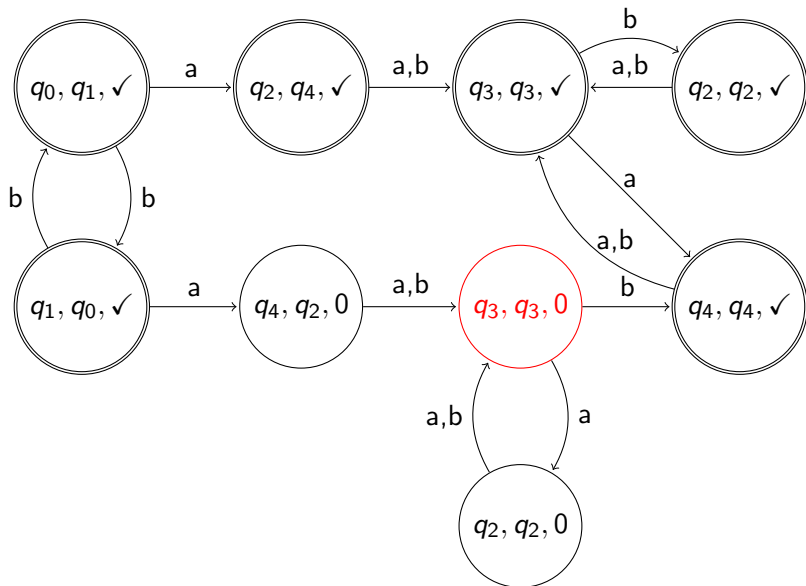 b
a
a,b
a,b
q₀, q₁, ✓
q₂, q₄, ✓
q₃, q₃, ✓
q₂, q₂, ✓
b
b
a
a,b
a
a,b
b
q₁, q₀, ✓
q₄, q₂, 0
q₃, q₃, 0
q₄, q₄, ✓
a,b
a
q₂, q₂, 0